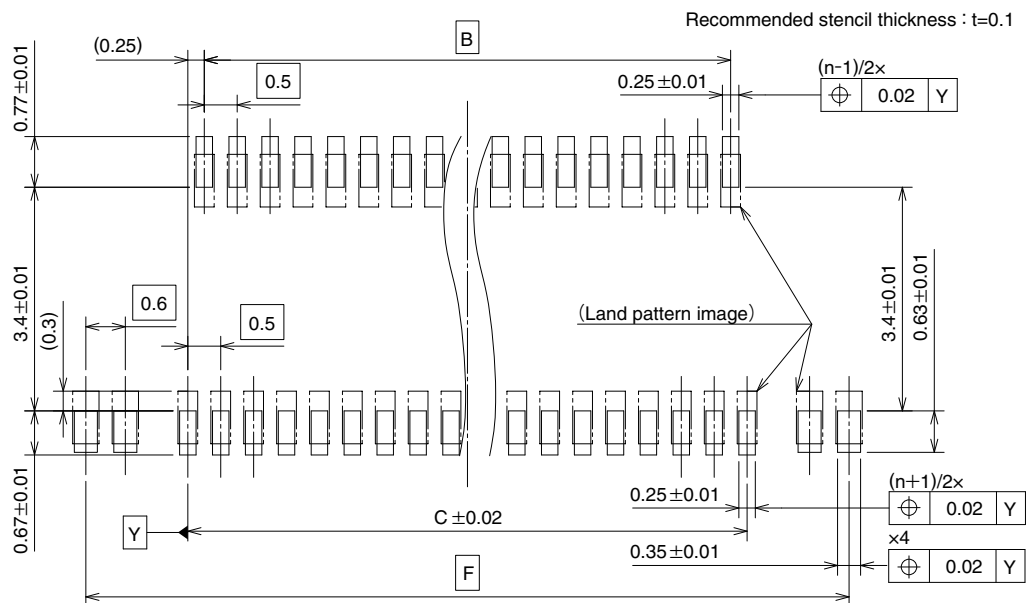 Recommended stencil thickness : t=0.1
(0.25)
B
0.77±0.01
0.5
0.25±0.01
(n-1)/2×
0.02 Y
3.4±0.01
(0.3)
0.6
0.5
(Land pattern image)
3.4±0.01
0.63±0.01
0.67±0.01
Y
C±0.02
0.25±0.01
(n+1)/2×
0.02 Y
0.35±0.01
×4
0.02 Y
F